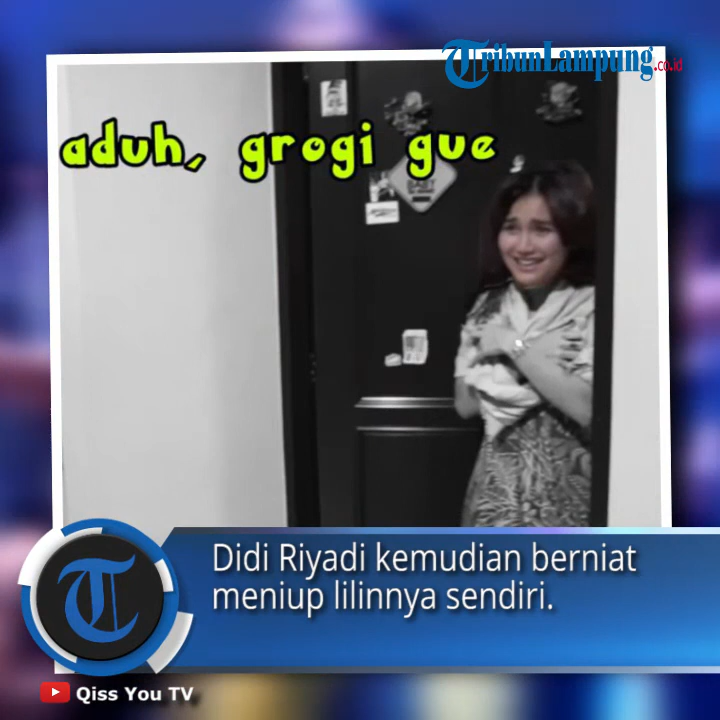 TribunLampung.co.id
aduh, grogi gue
Didi Riyadi kemudian berniat
meniup lilinnya sendiri.
Qiss You TV